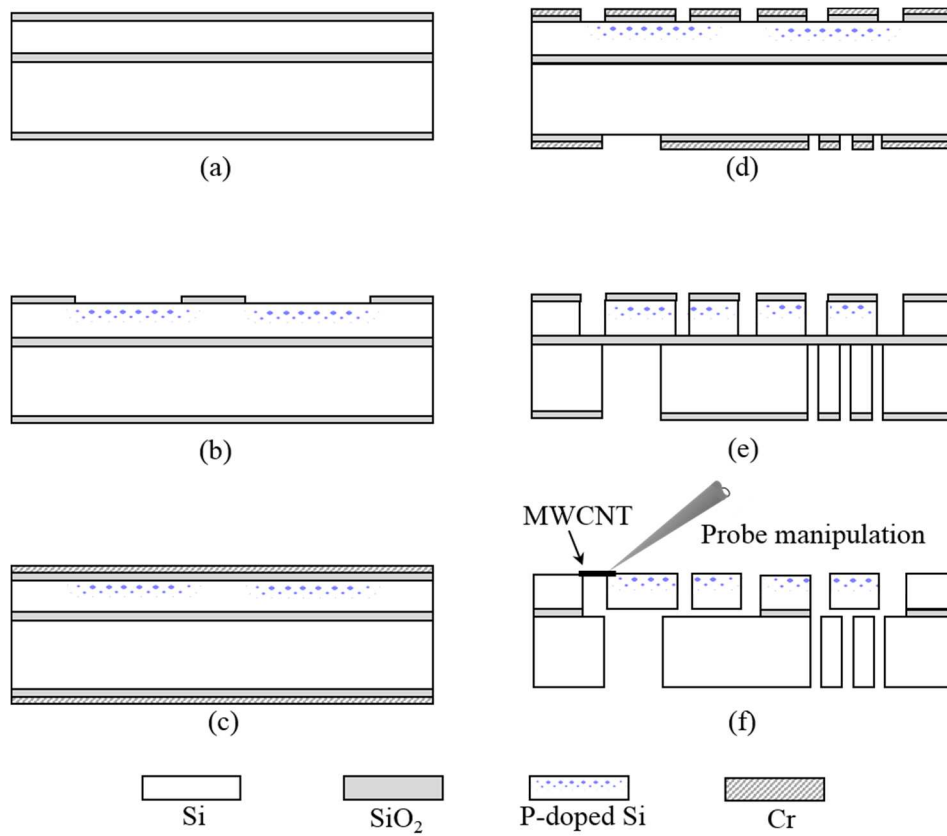 (a)
(d)
(b)
(e)
MWCNT
Probe manipulation
(c)
(f)
Si
SiO₂
P-doped Si
Cr